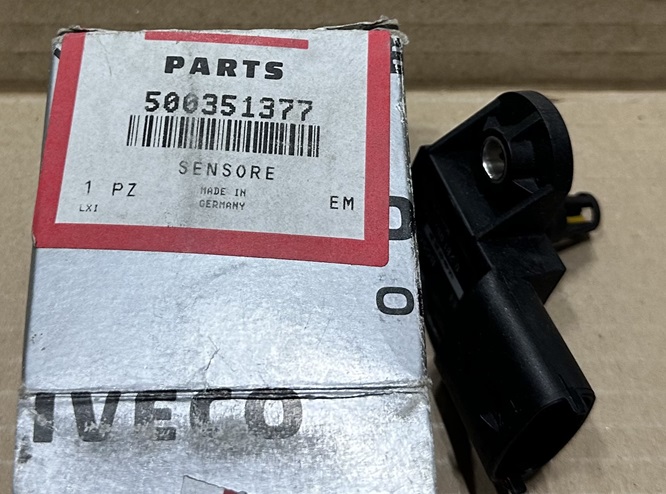 PARTS
500351377
SENSORE
1 PZ
MADE IN
GERMANY
EM
LXI
IVECO